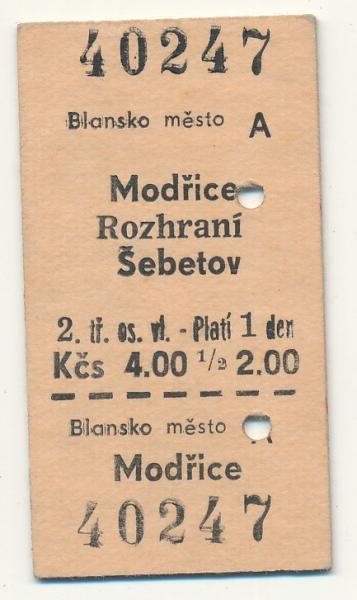 40247
Blansko město A
Modřice
Rozhraní
Šebetov
2. tř. os. vl. - Platí 1 den
Kčs 4.00 1/2 2.00
Blansko město A
Modřice
40247